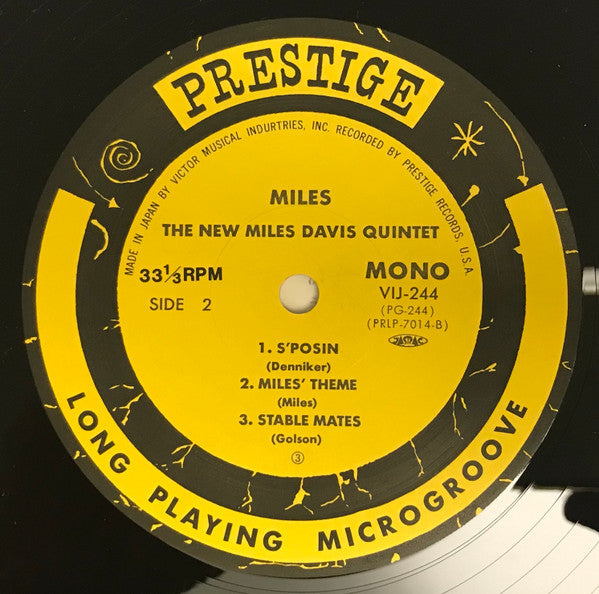 PRESTIGE
MADE IN JAPAN BY VICTOR MUSICAL INDURTRIES, INC. RECORDED BY PRESTIGE RECORDS, U.S.A.
MILES
THE NEW MILES DAVIS QUINTET
33⅓RPM
MONO
SIDE 2
VIJ-244
(PG-244)
(PRLP-7014-B)
JASRAC
1. S'POSIN
(Denniker)
2. MILES' THEME
(Miles)
3. STABLE MATES
(Golson)
③
LONG PLAYING MICROGROOVE